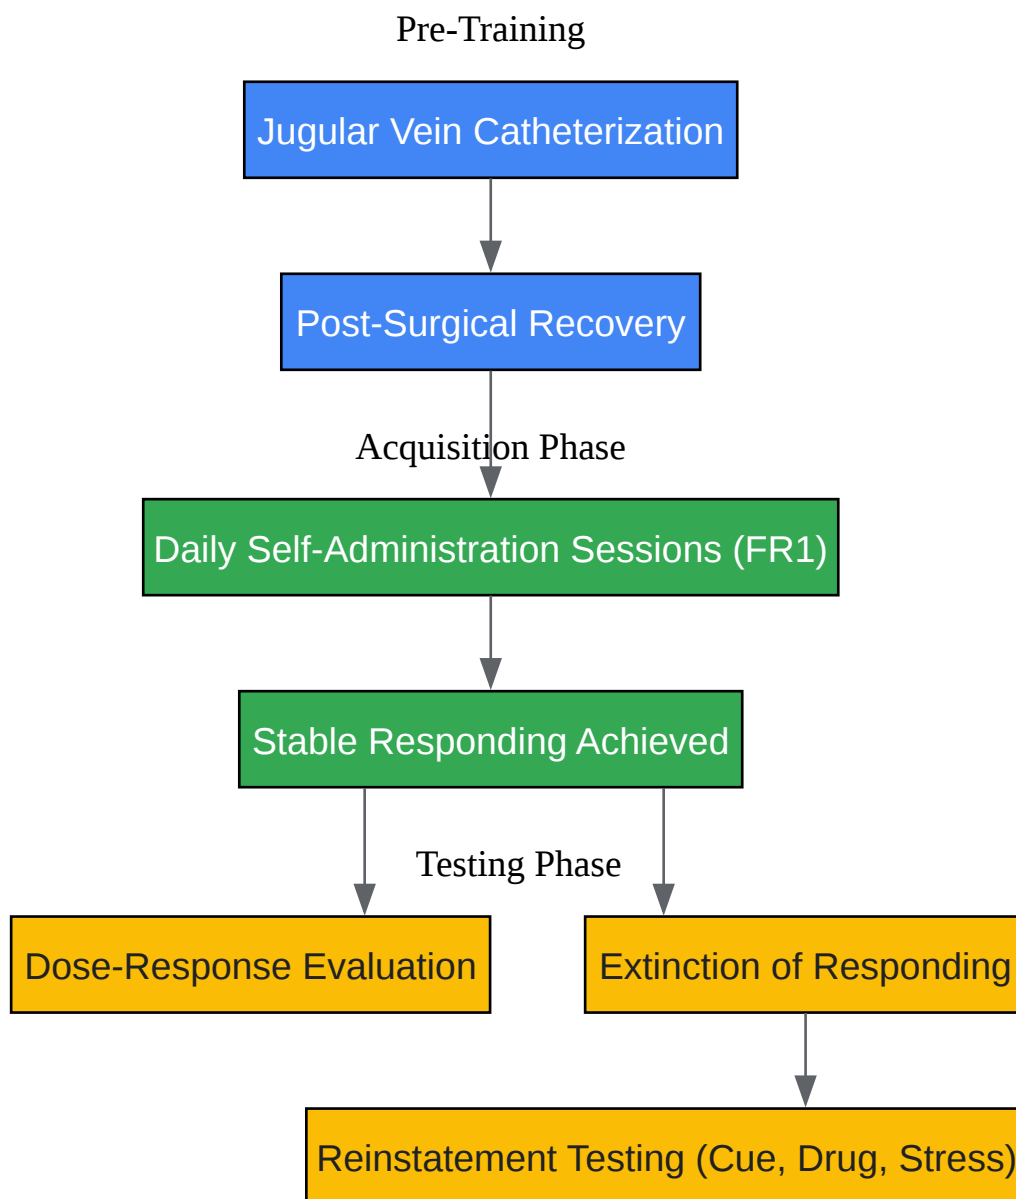 Pre-Training
Jugular Vein Catheterization
Post-Surgical Recovery
Acquisition Phase
Daily Self-Administration Sessions (FR1)
Stable Responding Achieved
Testing Phase
Dose-Response Evaluation
Extinction of Responding
Reinstatement Testing (Cue, Drug, Stress)